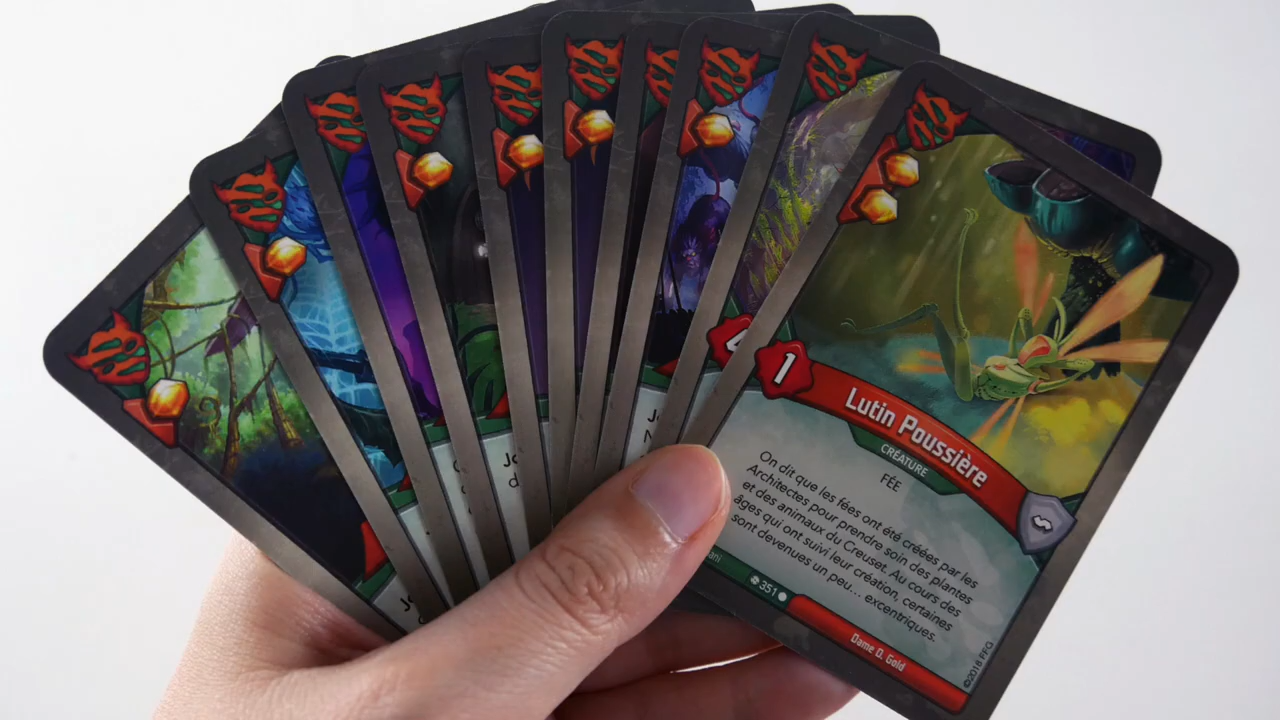 1
Lutin Poussière
CRÉATURE
FÉE
On dit que les fées ont été créées par les
Architectes pour prendre soin des plantes
et des animaux du Creuset. Au cours des
âges qui ont suivi leur création, certaines
sont devenues un peu… excentriques.
351
Dame D. Gold
©2018 FFG